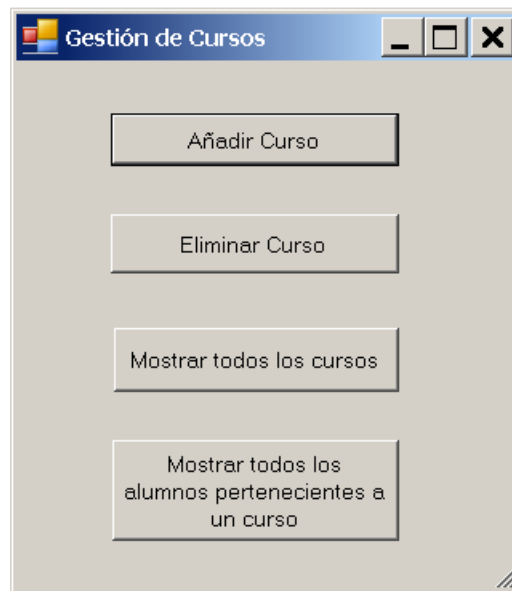 Gestión de Cursos
Añadir Curso
Eliminar Curso
Mostrar todos los cursos
Mostrar todos los
alumnos pertenecientes a
un curso